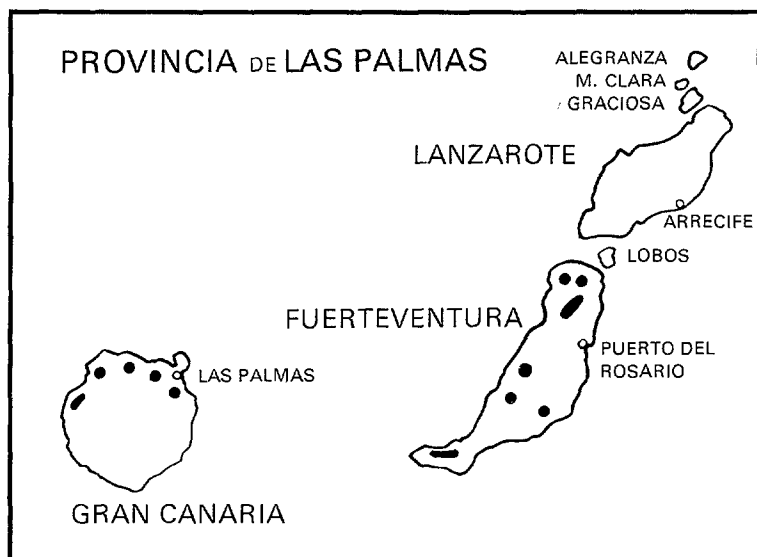 PROVINCIA DE LAS PALMAS
ALEGRANZA
M. CLARA
GRACIOSA
LANZAROTE
ARRECIFE
LOBOS
FUERTEVENTURA
PUERTO DEL
ROSARIO
LAS PALMAS
GRAN CANARIA